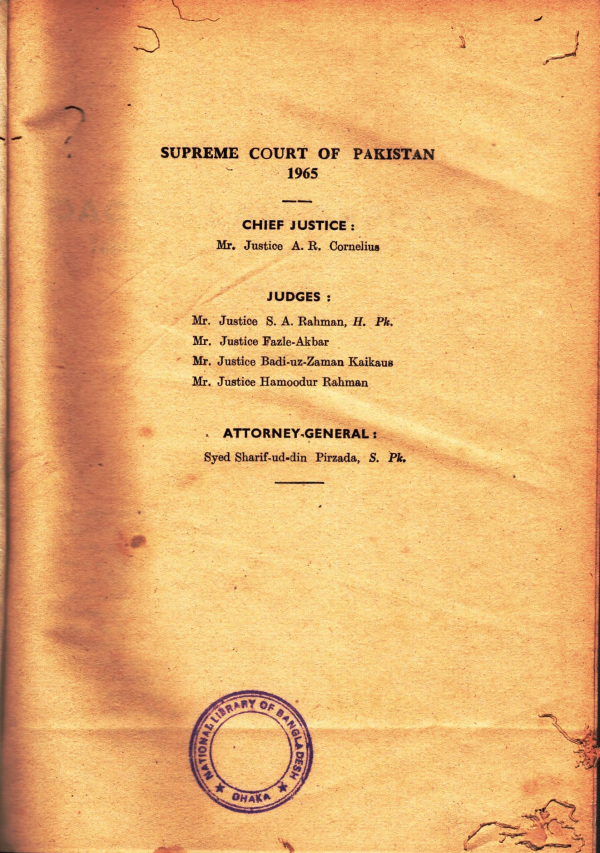 SUPREME COURT OF PAKISTAN
1965
CHIEF JUSTICE :
Mr. Justice A. R. Cornelius
JUDGES :
Mr. Justice S. A. Rahman, H. Pk.
Mr. Justice Fazle-Akbar
Mr. Justice Badi-uz-Zaman Kaikaus
Mr. Justice Hamoodur Rahman
ATTORNEY-GENERAL :
Syed Sharif-ud-din Pirzada, S. Pk.
NATIONAL LIBRARY OF BANGLADESH
★ DHAKA ★